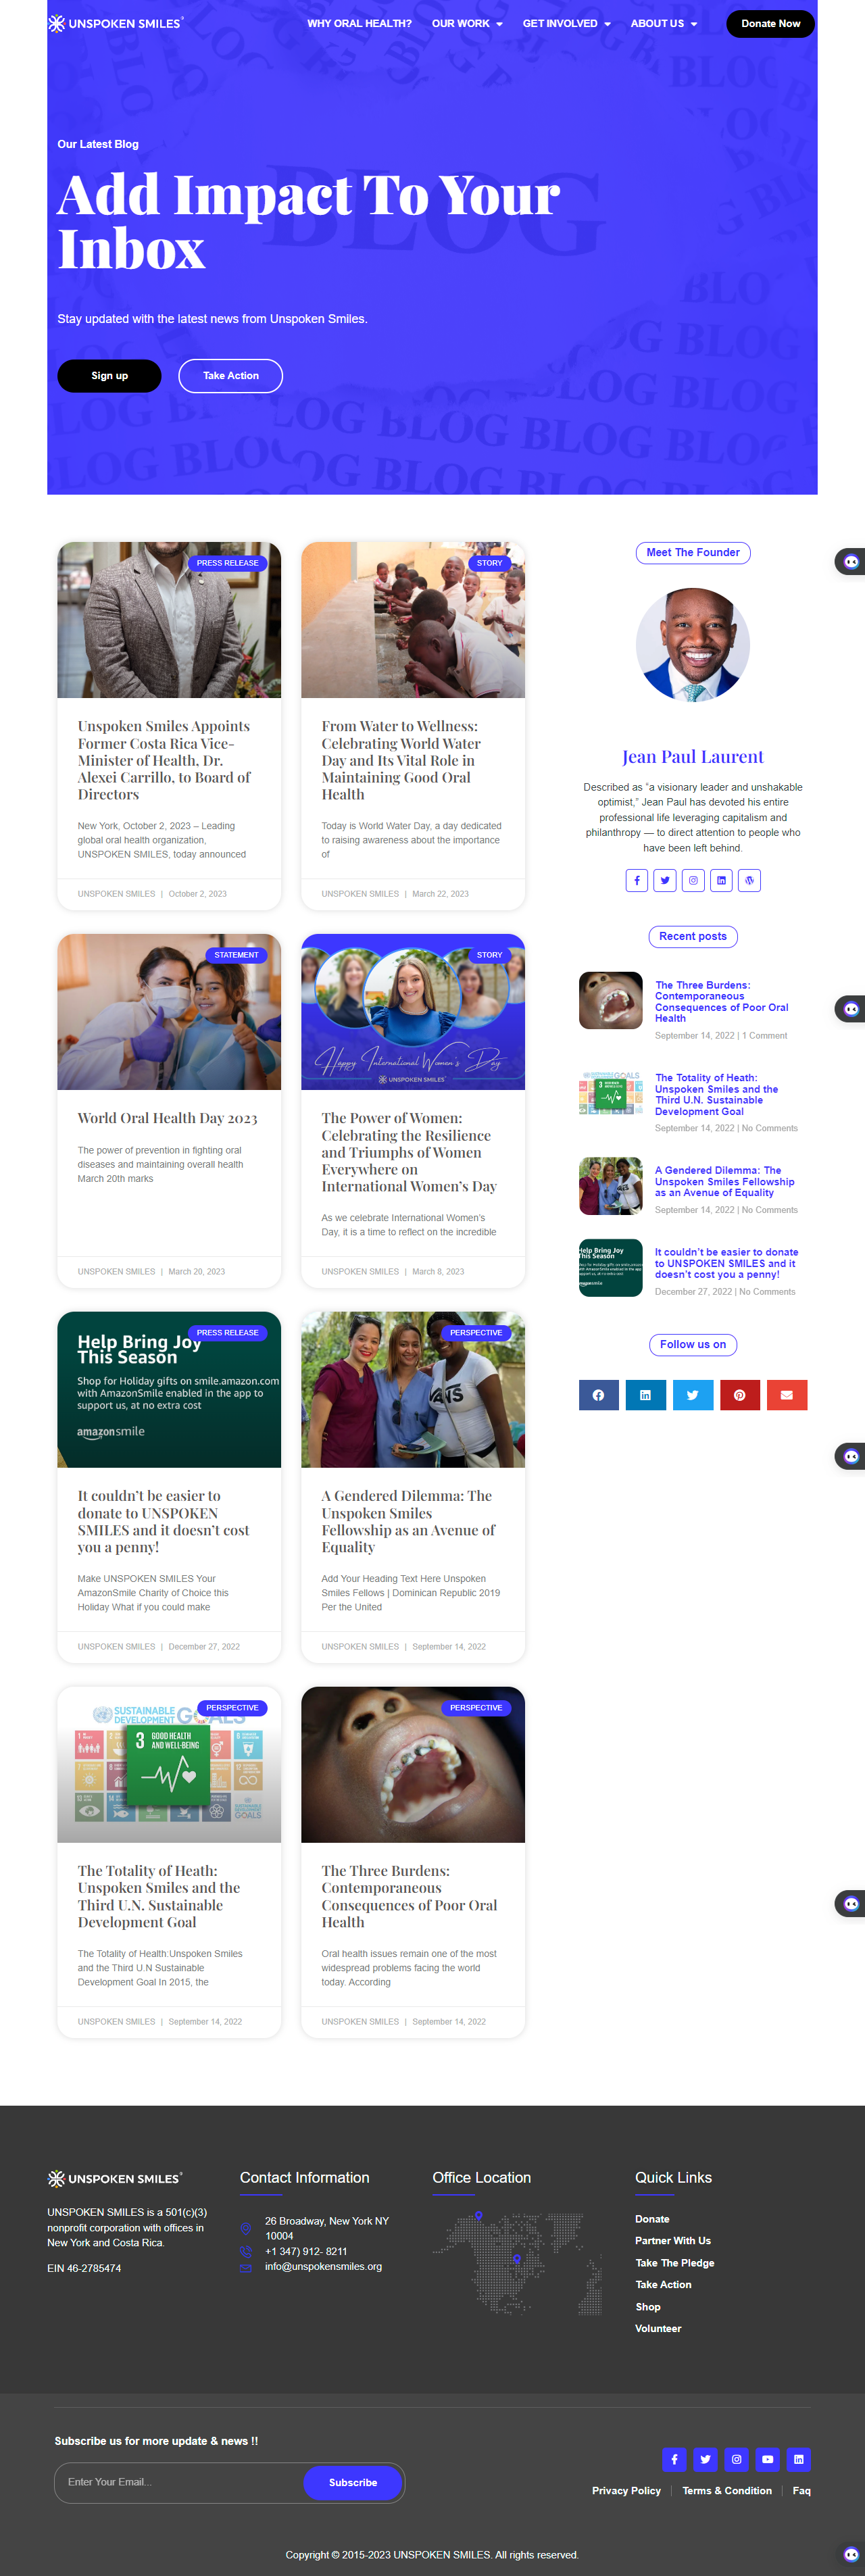 UNSPOKEN SMILES®
WHY ORAL HEALTH?
OUR WORK
GET INVOLVED
ABOUT US
Donate Now
Our Latest Blog
Add Impact To Your
Inbox
Stay updated with the latest news from Unspoken Smiles.
Sign up
Take Action
PRESS RELEASE
Unspoken Smiles Appoints
Former Costa Rica Vice-
Minister of Health, Dr.
Alexei Carrillo, to Board of
Directors
New York, October 2, 2023 – Leading
global oral health organization,
UNSPOKEN SMILES, today announced
UNSPOKEN SMILES | October 2, 2023
STORY
From Water to Wellness:
Celebrating World Water
Day and Its Vital Role in
Maintaining Good Oral
Health
Today is World Water Day, a day dedicated
to raising awareness about the importance
of
UNSPOKEN SMILES | March 22, 2023
STATEMENT
World Oral Health Day 2023
The power of prevention in fighting oral
diseases and maintaining overall health
March 20th marks
UNSPOKEN SMILES | March 20, 2023
STORY
Happy International Women's Day
UNSPOKEN SMILES
The Power of Women:
Celebrating the Resilience
and Triumphs of Women
Everywhere on
International Women's Day
As we celebrate International Women's
Day, it is a time to reflect on the incredible
UNSPOKEN SMILES | March 8, 2023
PRESS RELEASE
Help Bring Joy
This Season
Shop for Holiday gifts on smile.amazon.com
with AmazonSmile enabled in the app to
support us, at no extra cost
amazonsmile
It couldn't be easier to
donate to UNSPOKEN
SMILES and it doesn't cost
you a penny!
Make UNSPOKEN SMILES Your
AmazonSmile Charity of Choice this
Holiday What if you could make
UNSPOKEN SMILES | December 27, 2022
PERSPECTIVE
VANS
A Gendered Dilemma: The
Unspoken Smiles
Fellowship as an Avenue of
Equality
Add Your Heading Text Here Unspoken
Smiles Fellows | Dominican Republic 2019
Per the United
UNSPOKEN SMILES | September 14, 2022
PERSPECTIVE
SUSTAINABLE
DEVELOPMENT GOALS
3 GOOD HEALTH
AND WELL-BEING
The Totality of Heath:
Unspoken Smiles and the
Third U.N. Sustainable
Development Goal
The Totality of Health:Unspoken Smiles
and the Third U.N Sustainable
Development Goal In 2015, the
UNSPOKEN SMILES | September 14, 2022
PERSPECTIVE
The Three Burdens:
Contemporaneous
Consequences of Poor Oral
Health
Oral health issues remain one of the most
widespread problems facing the world
today. According
UNSPOKEN SMILES | September 14, 2022
Meet The Founder
Jean Paul Laurent
Described as “a visionary leader and unshakable
optimist,” Jean Paul has devoted his entire
professional life leveraging capitalism and
philanthropy — to direct attention to people who
have been left behind.
Recent posts
The Three Burdens:
Contemporaneous
Consequences of Poor Oral
Health
September 14, 2022 | 1 Comment
The Totality of Heath:
Unspoken Smiles and the
Third U.N. Sustainable
Development Goal
September 14, 2022 | No Comments
A Gendered Dilemma: The
Unspoken Smiles Fellowship
as an Avenue of Equality
September 14, 2022 | No Comments
It couldn't be easier to donate
to UNSPOKEN SMILES and it
doesn't cost you a penny!
December 27, 2022 | No Comments
Follow us on
UNSPOKEN SMILES®
UNSPOKEN SMILES is a 501(c)(3)
nonprofit corporation with offices in
New York and Costa Rica.
EIN 46-2785474
Contact Information
26 Broadway, New York NY
10004
+1 347) 912- 8211
info@unspokensmiles.org
Office Location
Quick Links
Donate
Partner With Us
Take The Pledge
Take Action
Shop
Volunteer
Subscribe us for more update & news !!
Enter Your Email...
Subscribe
Privacy Policy
Terms & Condition
Faq
Copyright © 2015-2023 UNSPOKEN SMILES. All rights reserved.